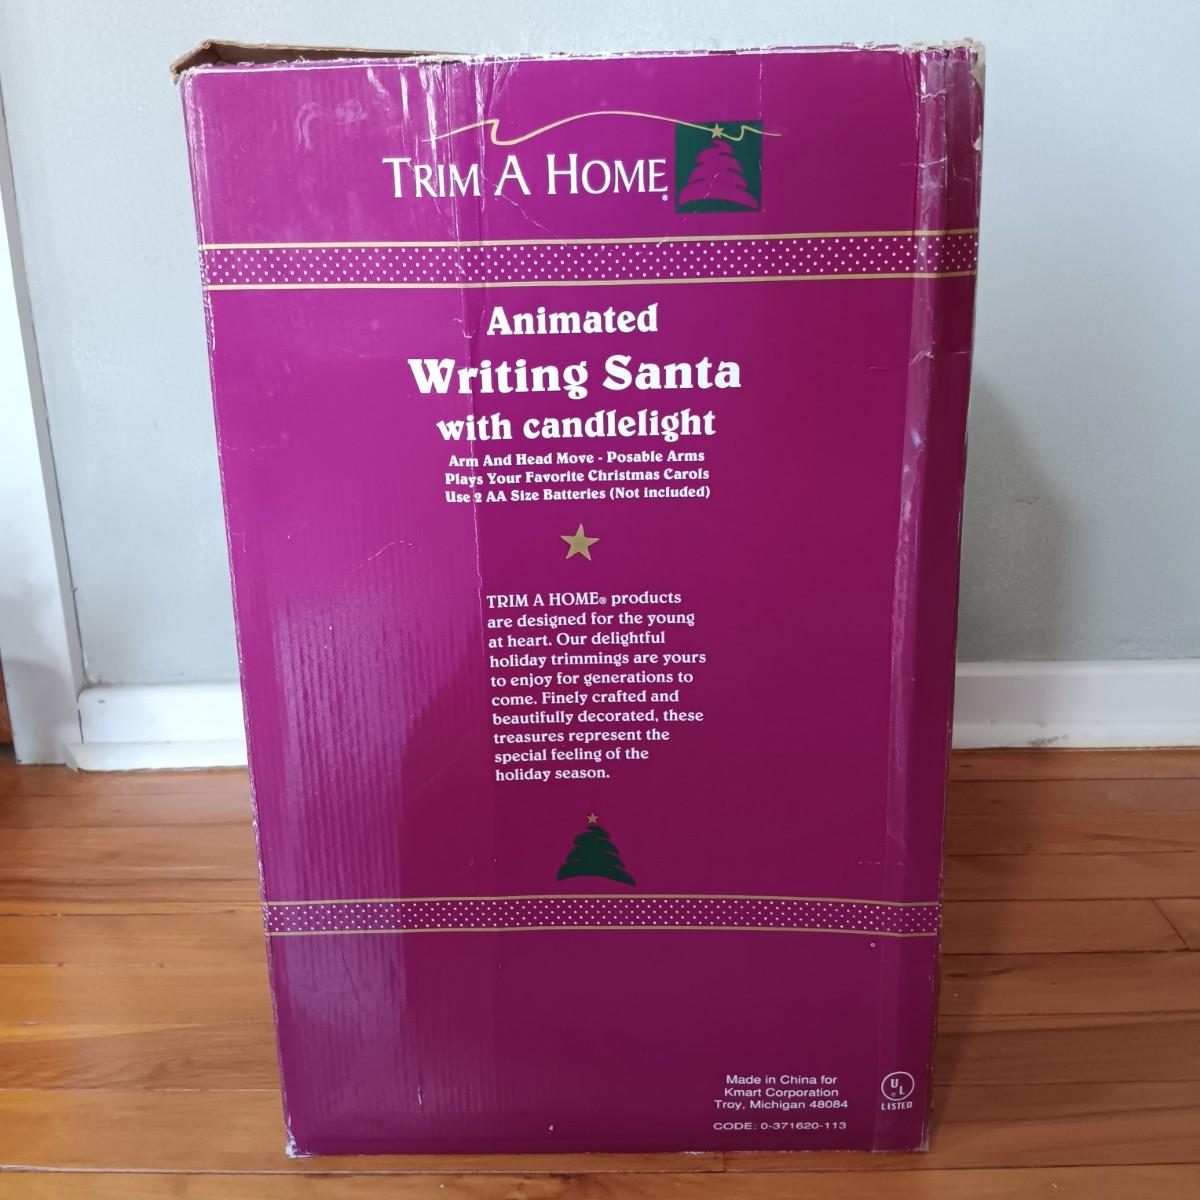 TRIM A HOME®
Animated
Writing Santa
with candlelight
Arm And Head Move - Posable Arms
Plays Your Favorite Christmas Carols
Use 2 AA Size Batteries (Not included)
TRIM A HOME® products
are designed for the young
at heart. Our delightful
holiday trimmings are yours
to enjoy for generations to
come. Finely crafted and
beautifully decorated, these
treasures represent the
special feeling of the
holiday season.
Made in China for
Kmart Corporation
Troy, Michigan 48084
CODE: 0-371620-113
UL
LISTED